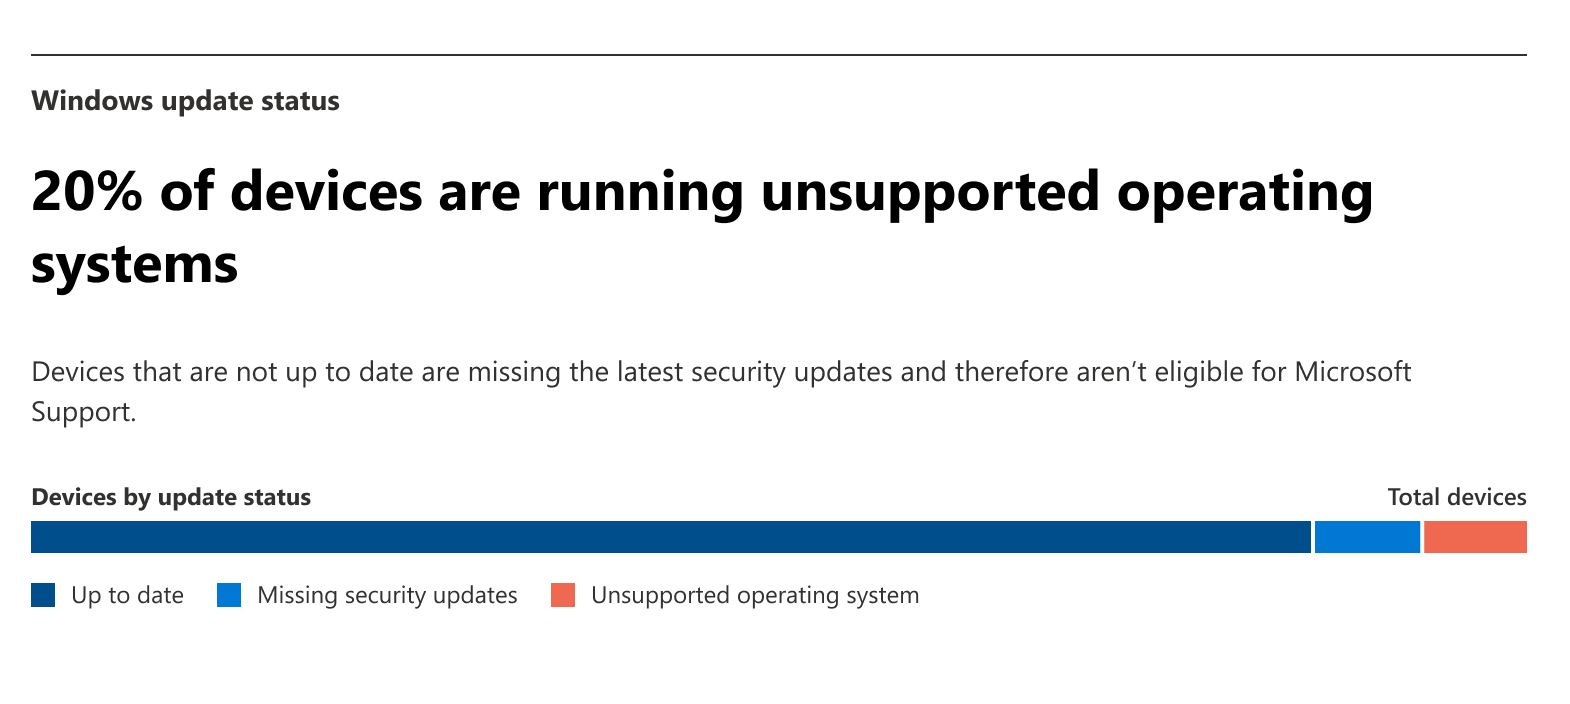 Windows update status
20% of devices are running unsupported operating
systems
Devices that are not up to date are missing the latest security updates and therefore aren’t eligible for Microsoft
Support.
Devices by update status Total devices
Up to date Missing security updates Unsupported operating system